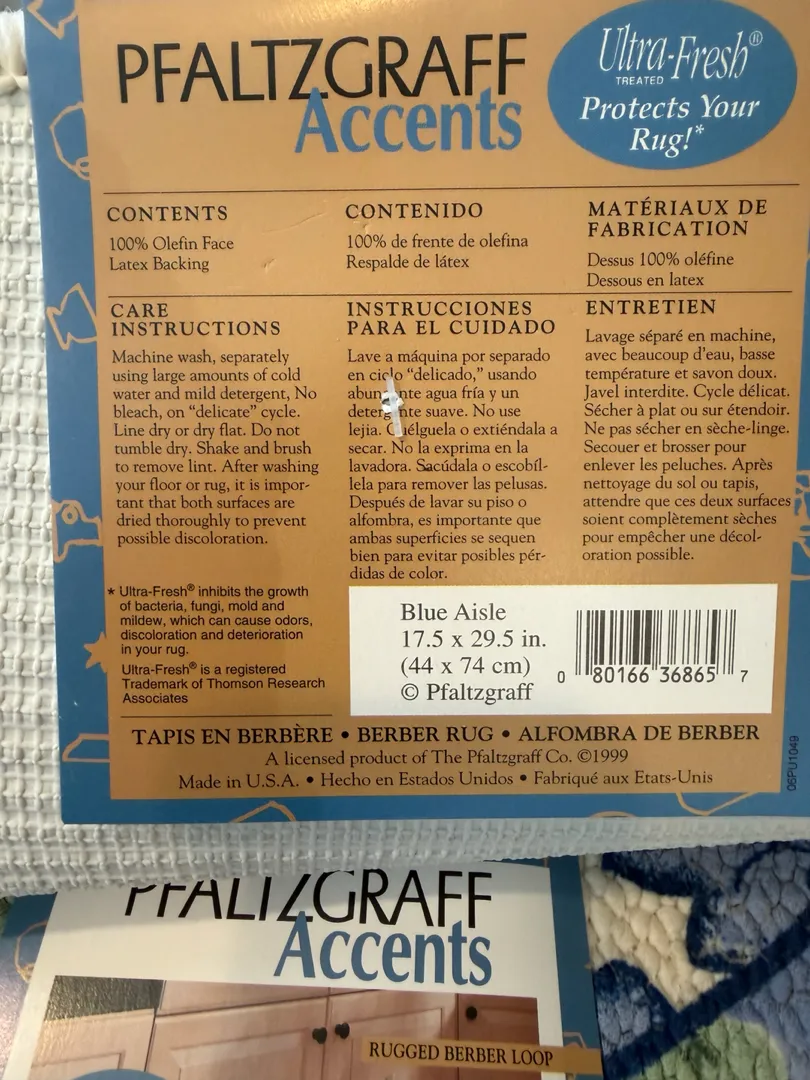 PFALTZGRAFF
Accents
Ultra-Fresh®
TREATED
Protects Your
Rug!*
CONTENTS
100% Olefin Face
Latex Backing
CONTENIDO
100% de frente de olefina
Respalde de látex
MATÉRIAUX DE
FABRICATION
Dessus 100% oléfine
Dessous en latex
CARE
INSTRUCTIONS
Machine wash, separately
using large amounts of cold
water and mild detergent, No
bleach, on “delicate” cycle.
Line dry or dry flat. Do not
tumble dry. Shake and brush
to remove lint. After washing
your floor or rug, it is impor-
tant that both surfaces are
dried thoroughly to prevent
possible discoloration.
INSTRUCCIONES
PARA EL CUIDADO
Lave a máquina por separado
en ciclo “delicado,” usando
abundante agua fría y un
detergente suave. No use
lejia. Cuélguela o extiéndala a
secar. No la exprima en la
lavadora. Sacúdala o escobíl-
lela para remover las pelusas.
Después de lavar su piso o
alfombra, es importante que
ambas superficies se sequen
bien para evitar posibles pér-
didas de color.
ENTRETIEN
Lavage séparé en machine,
avec beaucoup d'eau, basse
température et savon doux.
Javel interdite. Cycle délicat.
Sécher à plat ou sur étendoir.
Ne pas sécher en sèche-linge.
Secouer et brosser pour
enlever les peluches. Après
nettoyage du sol ou tapis,
attendre que ces deux surfaces
soient complètement sèches
pour empêcher une décol-
oration possible.
* Ultra-Fresh® inhibits the growth
of bacteria, fungi, mold and
mildew, which can cause odors,
discoloration and deterioration
in your rug.
Ultra-Fresh® is a registered
Trademark of Thomson Research
Associates
Blue Aisle
17.5 x 29.5 in.
(44 x 74 cm)
© Pfaltzgraff
0 80166 36865 7
TAPIS EN BERBÈRE • BERBER RUG • ALFOMBRA DE BERBER
A licensed product of The Pfaltzgraff Co. ©1999
Made in U.S.A. • Hecho en Estados Unidos • Fabriqué aux Etats-Unis
06PU1049
PFALTZGRAFF
Accents
RUGGED BERBER LOOP